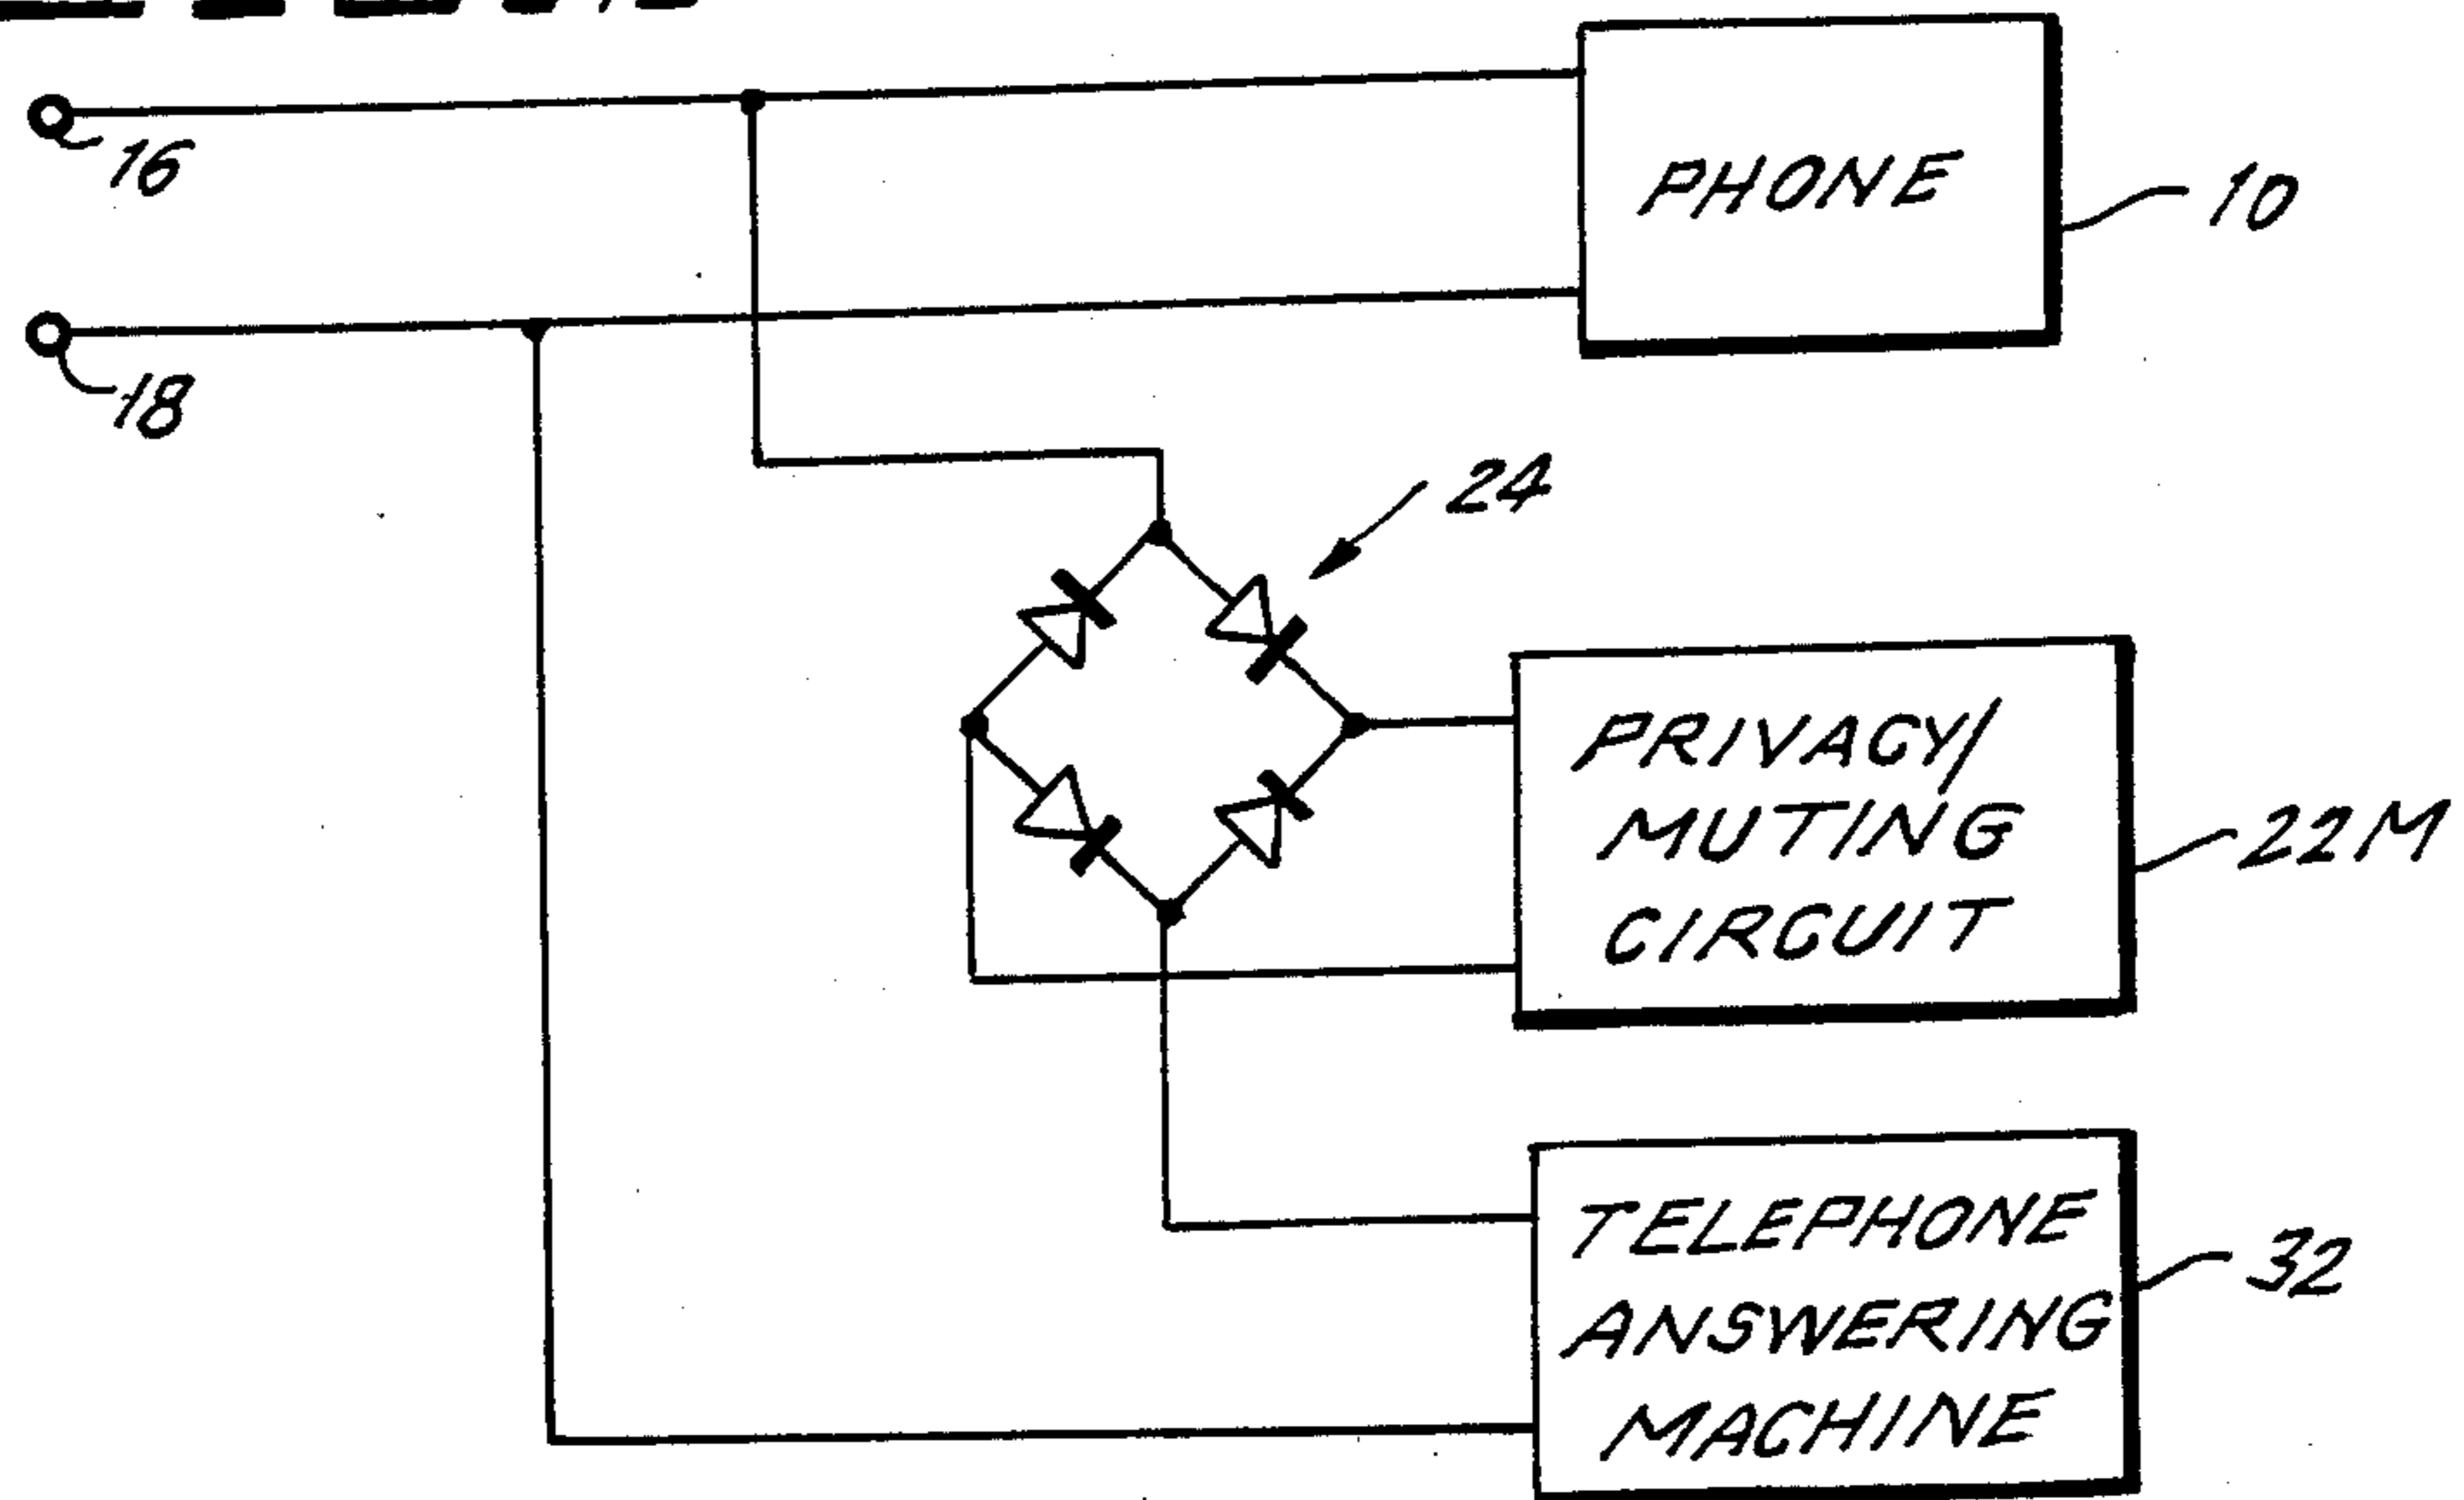 16
PHONE
10
18
24
PRIVACY/
MUTING
CIRCUIT
22M
TELEPHONE
ANSWERING
MACHINE
32